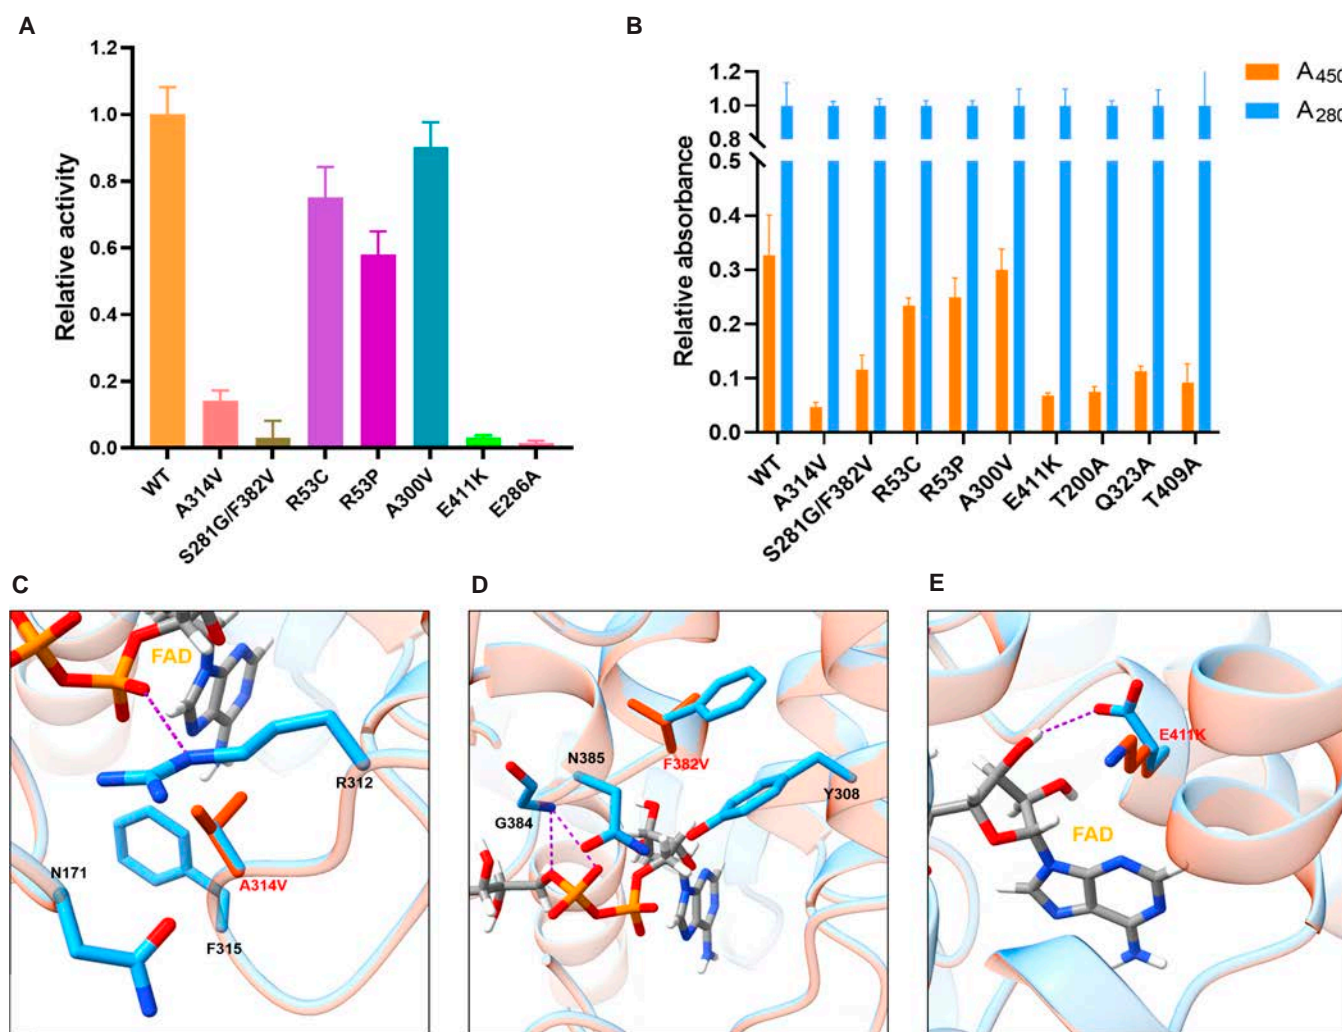 A
1.2
1.0
0.8
0.6
0.4
0.2
0.0
Relative activity
WT
A314V
S281G/F382V
R53C
R53P
A300V
E411K
E286A
B
1.2
1.0
0.8
0.5
0.4
0.3
0.2
0.1
0.0
Relative absorbance
WT
A314V
S281G/F382V
R53C
R53P
A300V
E411K
T200A
Q323A
T409A
A450
A280
C
FAD
R312
N171
A314V
F315
D
N385
F382V
G384
Y308
E
E411K
FAD